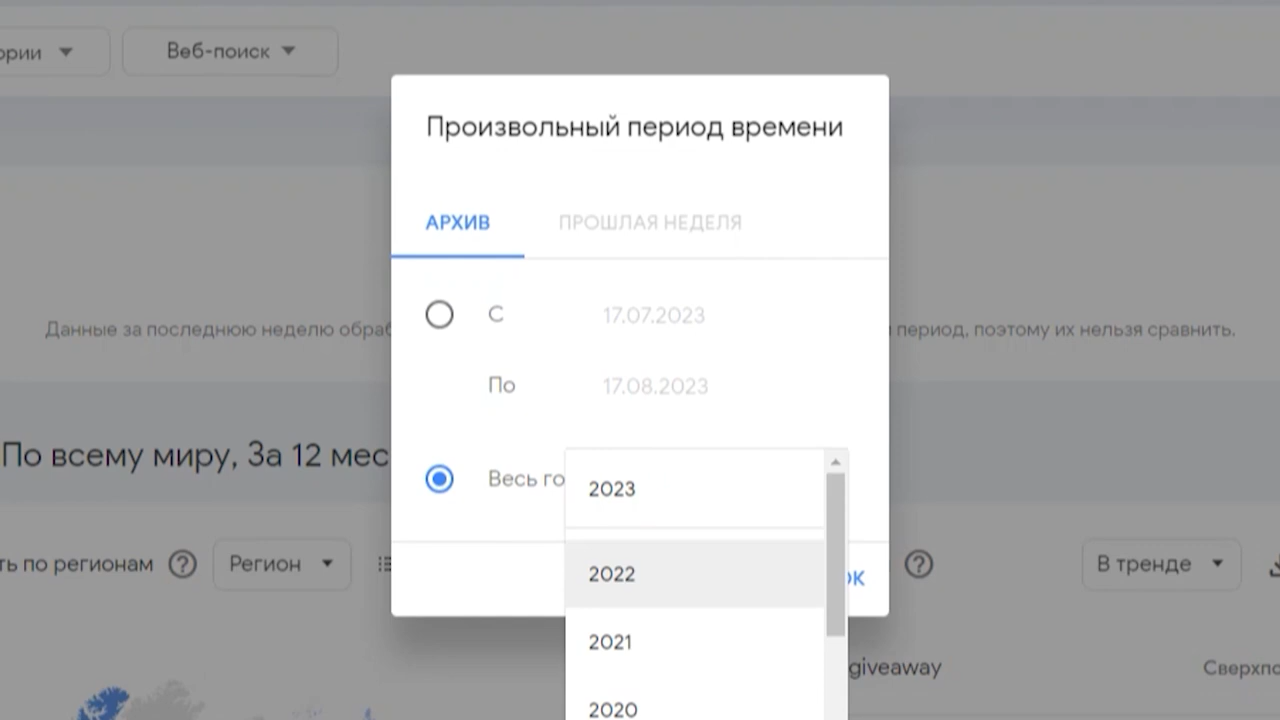 ории
Веб-поиск
Произвольный период времени
АРХИВ
ПРОШЛАЯ НЕДЕЛЯ
С
17.07.2023
Данные за последнюю неделю обраб
период, поэтому их нельзя сравнить.
По
17.08.2023
По всему миру, За 12 мес
Весь го
2023
ть по регионам
?
Регион
2022
ОК
?
В тренде
2021
giveaway
Сверхпо
2020